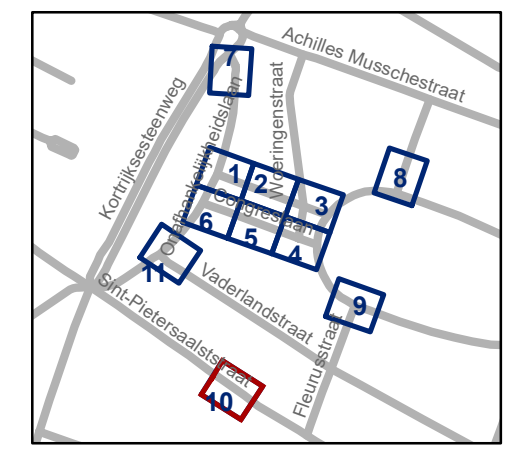 7
Achilles Musschestraat
Kortrijksesteenweg
Onafhankelijkheidslaan
Woeringenstraat
1
2
3
8
Congreslaan
6
5
4
11
Vaderlandstraat
9
Sint-Pietersaalststraat
Fleurusstraat
10